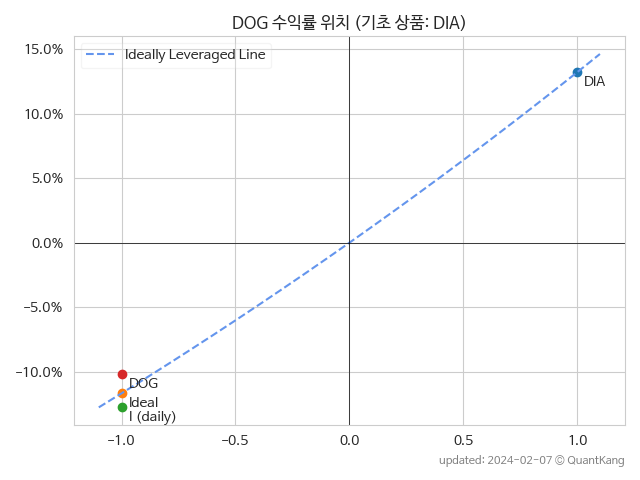 DOG 수익률 위치 (기초 상품: DIA)
Ideally Leveraged Line
15.0%
10.0%
5.0%
0.0%
−5.0%
−10.0%
DIA
DOG
Ideal
I (daily)
−1.0
−0.5
0.0
0.5
1.0
updated: 2024-02-07 © QuantKang